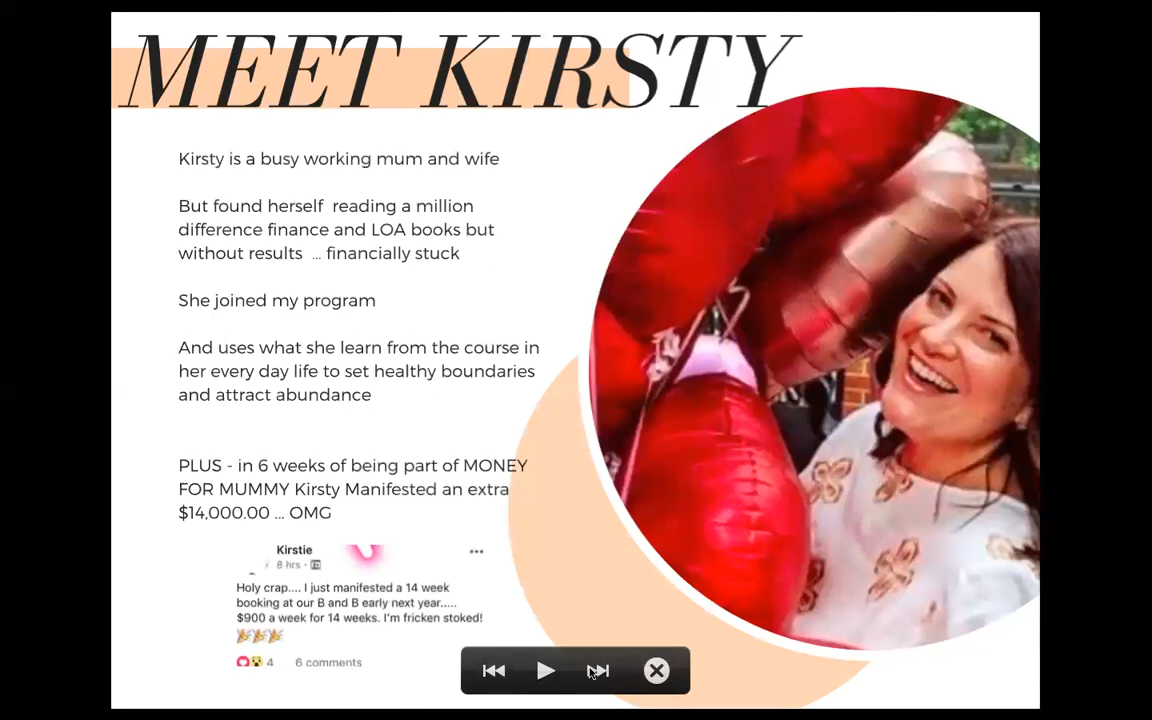 MEET KIRSTY
Kirsty is a busy working mum and wife
But found herself reading a million
difference finance and LOA books but
without results ... financially stuck
She joined my program
And uses what she learn from the course in
her every day life to set healthy boundaries
and attract abundance
PLUS - in 6 weeks of being part of MONEY
FOR MUMMY Kirsty Manifested an extra
$14,000.00 ... OMG
Kirstie
8 hrs ·
Holy crap.... I just manifested a 14 week
booking at our B and B early next year.....
$900 a week for 14 weeks. I'm fricken stoked!
4 6 comments